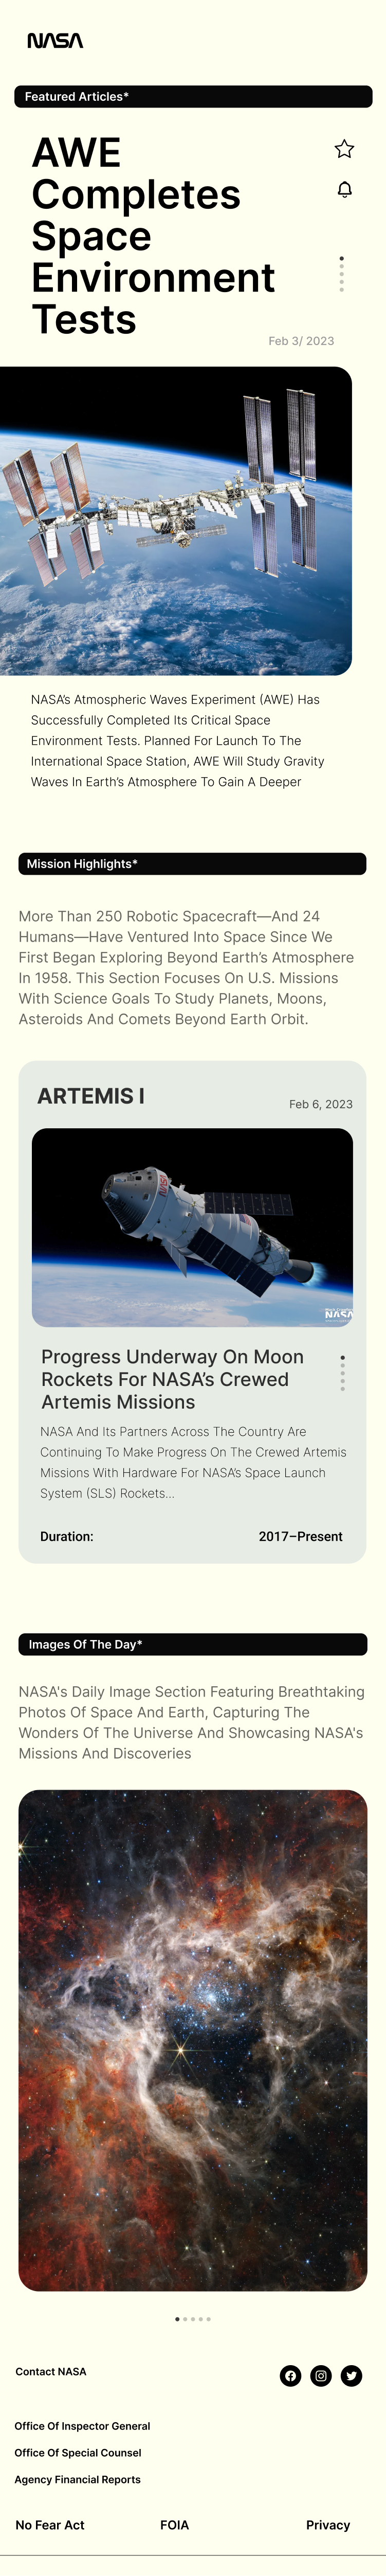 NASA
Featured Articles*
AWE
Completes
Space
Environment
Tests
Feb 3/ 2023
NASA's Atmospheric Waves Experiment (AWE) Has
Successfully Completed Its Critical Space
Environment Tests. Planned For Launch To The
International Space Station, AWE Will Study Gravity
Waves In Earth's Atmosphere To Gain A Deeper
Mission Highlights*
More Than 250 Robotic Spacecraft—And 24
Humans—Have Ventured Into Space Since We
First Began Exploring Beyond Earth's Atmosphere
In 1958. This Section Focuses On U.S. Missions
With Science Goals To Study Planets, Moons,
Asteroids And Comets Beyond Earth Orbit.
ARTEMIS I
Feb 6, 2023
NASA
NASA
Progress Underway On Moon
Rockets For NASA's Crewed
Artemis Missions
NASA And Its Partners Across The Country Are
Continuing To Make Progress On The Crewed Artemis
Missions With Hardware For NASA's Space Launch
System (SLS) Rockets...
Duration: 2017–Present
Images Of The Day*
NASA's Daily Image Section Featuring Breathtaking
Photos Of Space And Earth, Capturing The
Wonders Of The Universe And Showcasing NASA's
Missions And Discoveries
Contact NASA
Office Of Inspector General
Office Of Special Counsel
Agency Financial Reports
No Fear Act FOIA Privacy